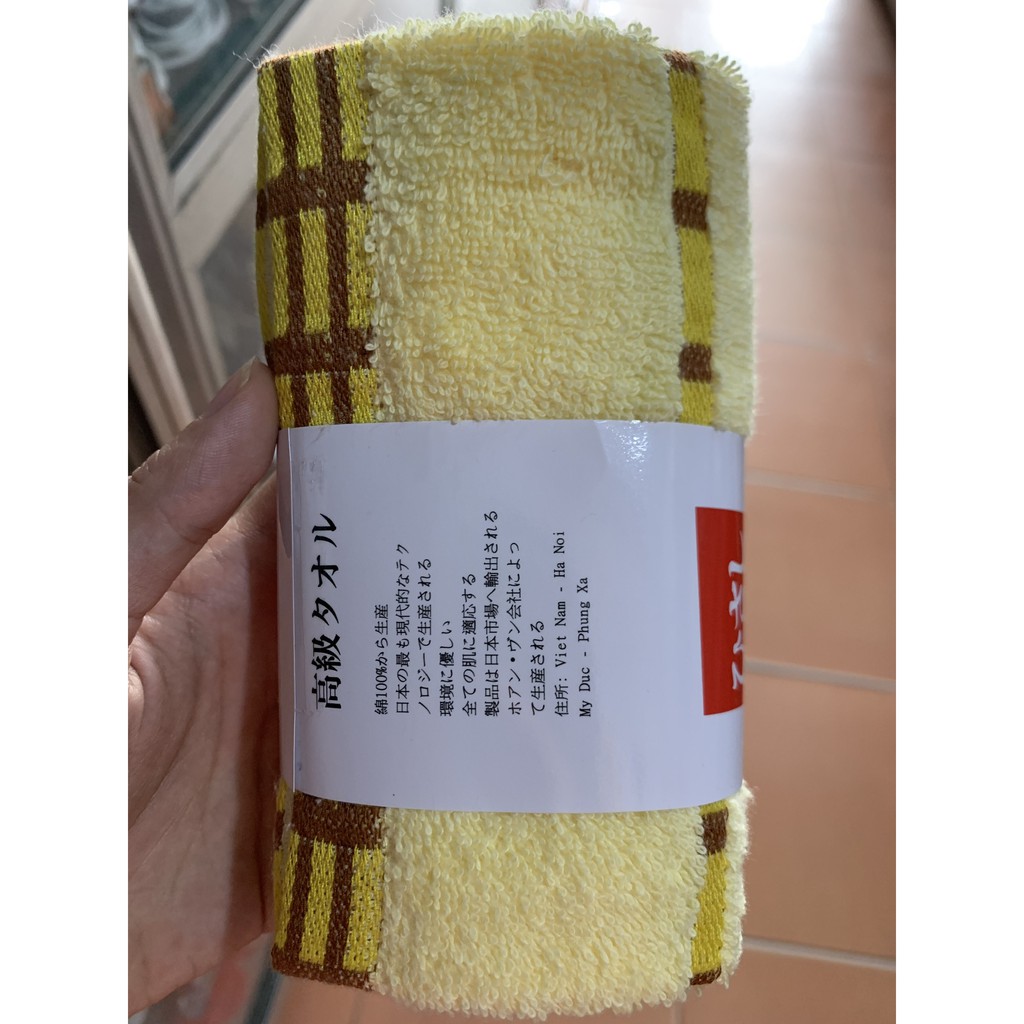 高級タオル
綿100%から生産
日本の最も現代的なテク
ノロジーで生産される
環境に優しい
全ての肌に適応する
製品は日本市場へ輸出される
ホアン・ヴン会社によっ
て生産される
住所: Viet Nam - Ha Noi
My Duc - Phung Xa